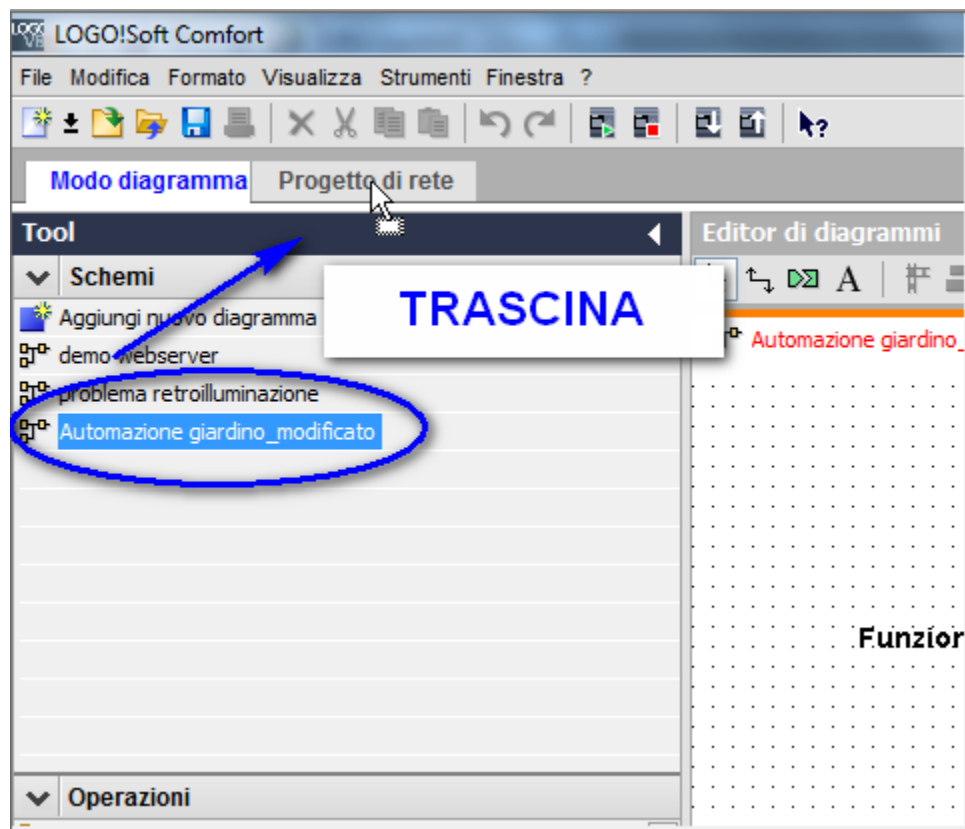 LOGO!Soft Comfort
File Modifica Formato Visualizza Strumenti Finestra ?
Modo diagramma Progetto di rete
Tool
Editor di diagrammi
Schemi
A
TRASCINA
Aggiungi nuovo diagramma
Automazione giardino_
demo webserver
problema retroilluminazione
Automazione giardino_modificato
Funzion
Operazioni